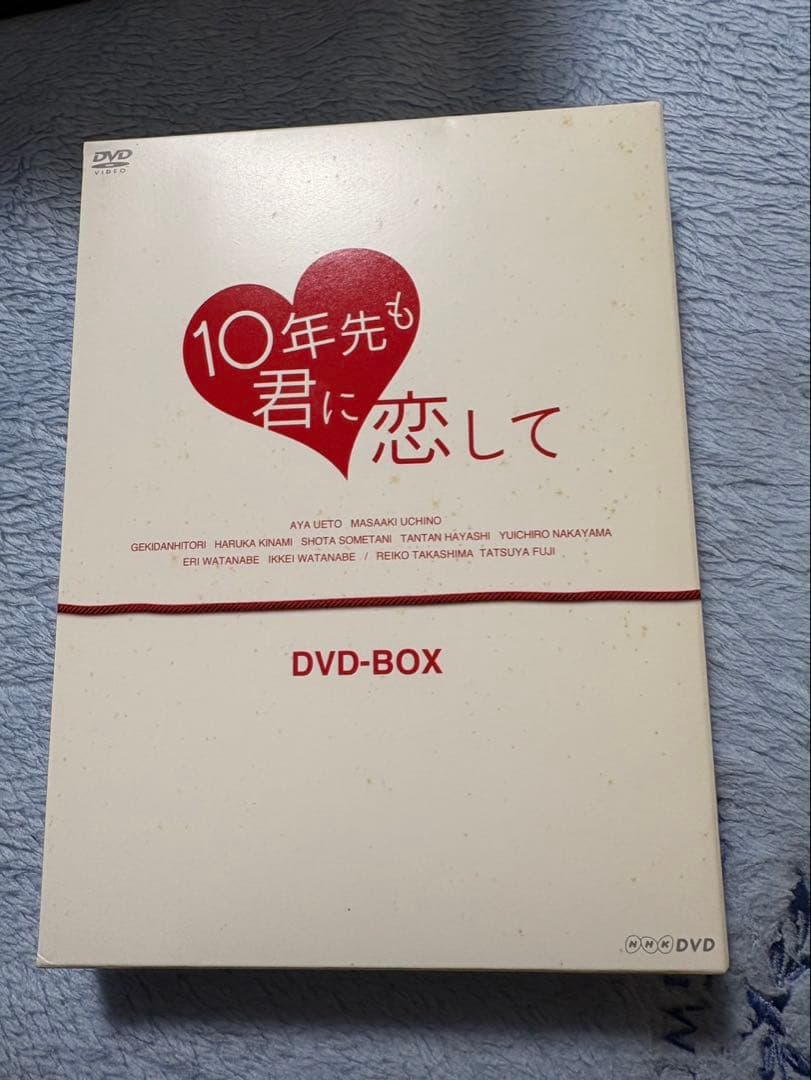 DVD
VIDEO
10年先も
君に恋して
AYA UETO MASAAKI UCHINO
GEKIDANHITORI HARUKA KINAMI SHOTA SOMETANI TANTAN HAYASHI YUICHIRO NAKAYAMA
ERI WATANABE IKKEI WATANABE / REIKO TAKASHIMA TATSUYA FUJI
DVD-BOX
NHK DVD